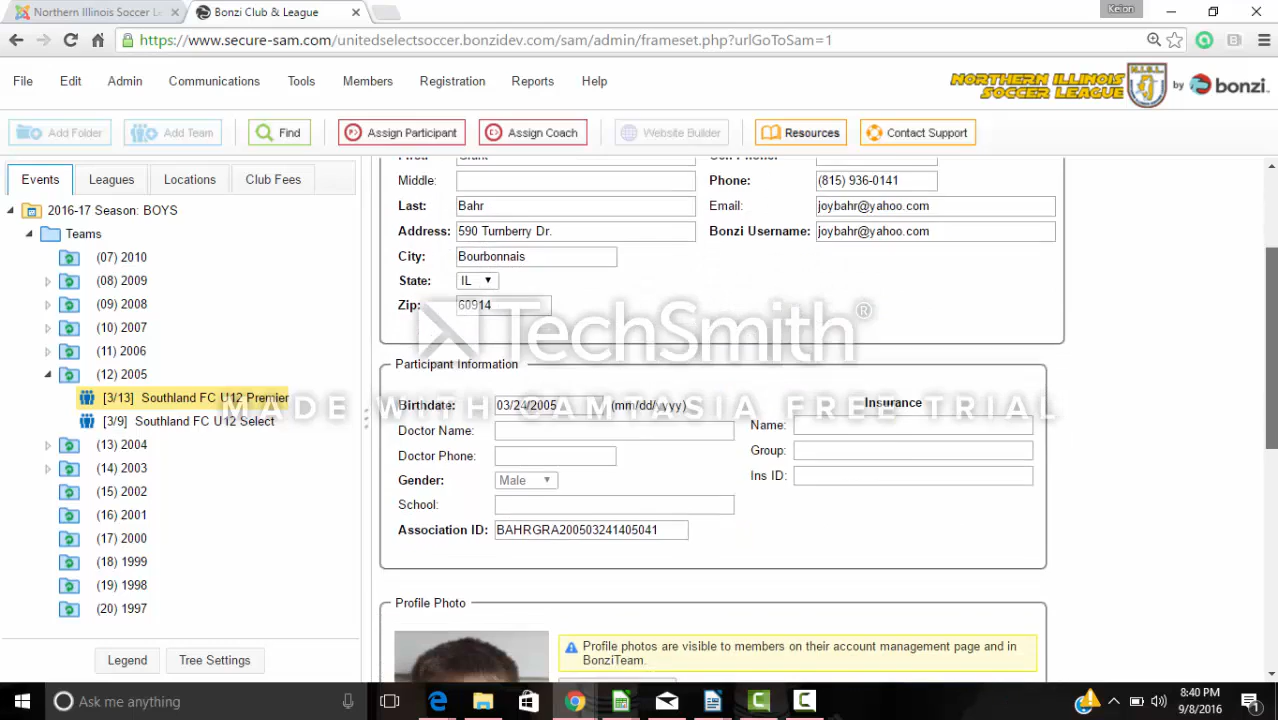 Northern Illinois Soccer Le
Bonzi Club & League
Keion
https://www.secure-sam.com/unitedselectsoccer.bonzidev.com/sam/admin/frameset.php?urlGoToSam=1
File Edit Admin Communications Tools Members Registration Reports Help
NORTHERN ILLINOIS SOCCER LEAGUE by bonzi
Add Folder Add Team Find Assign Participant Assign Coach Website Builder Resources Contact Support
Events Leagues Locations Club Fees
2016-17 Season: BOYS
Teams
(07) 2010
(08) 2009
(09) 2008
(10) 2007
(11) 2006
(12) 2005
[3/13] Southland FC U12 Premier
[3/9] Southland FC U12 Select
(13) 2004
(14) 2003
(15) 2002
(16) 2001
(17) 2000
(18) 1999
(19) 1998
(20) 1997
Legend Tree Settings
Middle:
Phone: (815) 936-0141
Last: Bahr
Email: joybahr@yahoo.com
Address: 590 Turnberry Dr.
Bonzi Username: joybahr@yahoo.com
City: Bourbonnais
State: IL
Zip: 60914
TechSmith®
MADE WITH CAMTASIA FREE TRIAL
Participant Information
Birthdate: 03/24/2005 (mm/dd/yyyy)
Insurance
Doctor Name:
Name:
Doctor Phone:
Group:
Gender: Male
Ins ID:
School:
Association ID: BAHRGRA200503241405041
Profile Photo
Profile photos are visible to members on their account management page and in
BonziTeam.
Ask me anything
8:40 PM
9/8/2016